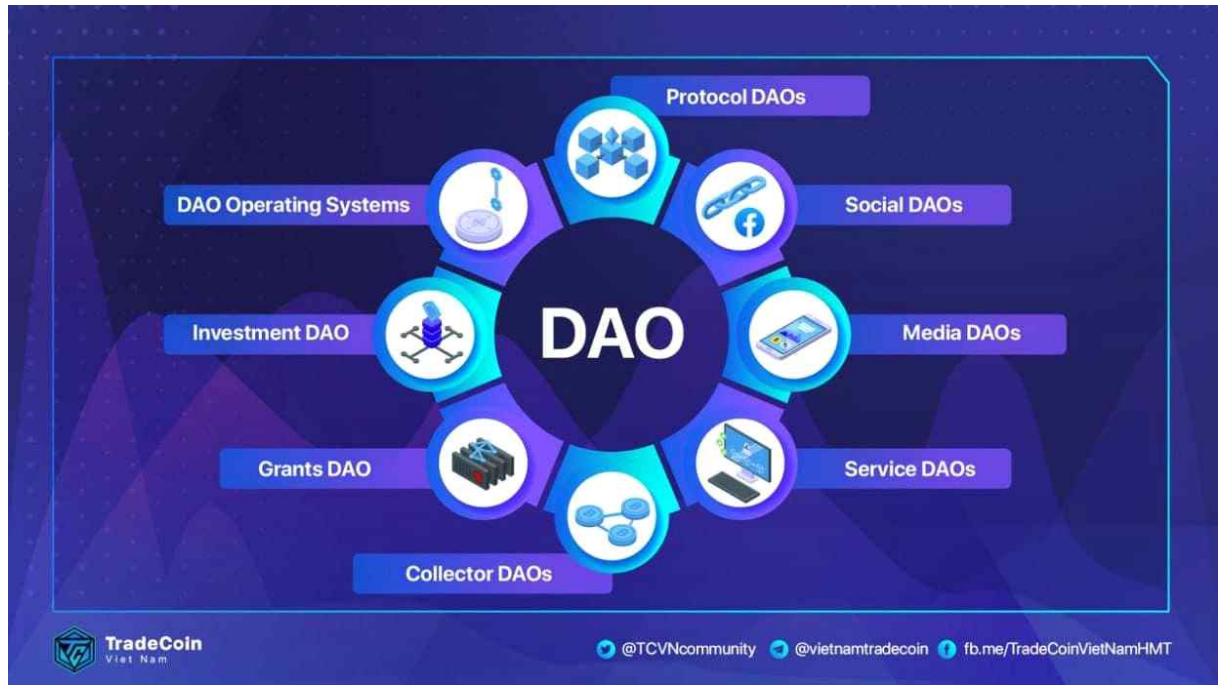 Protocol DAOs
DAO Operating Systems
Social DAOs
Investment DAO
DAO
Media DAOs
Grants DAO
Service DAOs
Collector DAOs
TradeCoin
Viet Nam
@TCVNcommunity
@vietnamtradecoin
fb.me/TradeCoinVietNamHMT